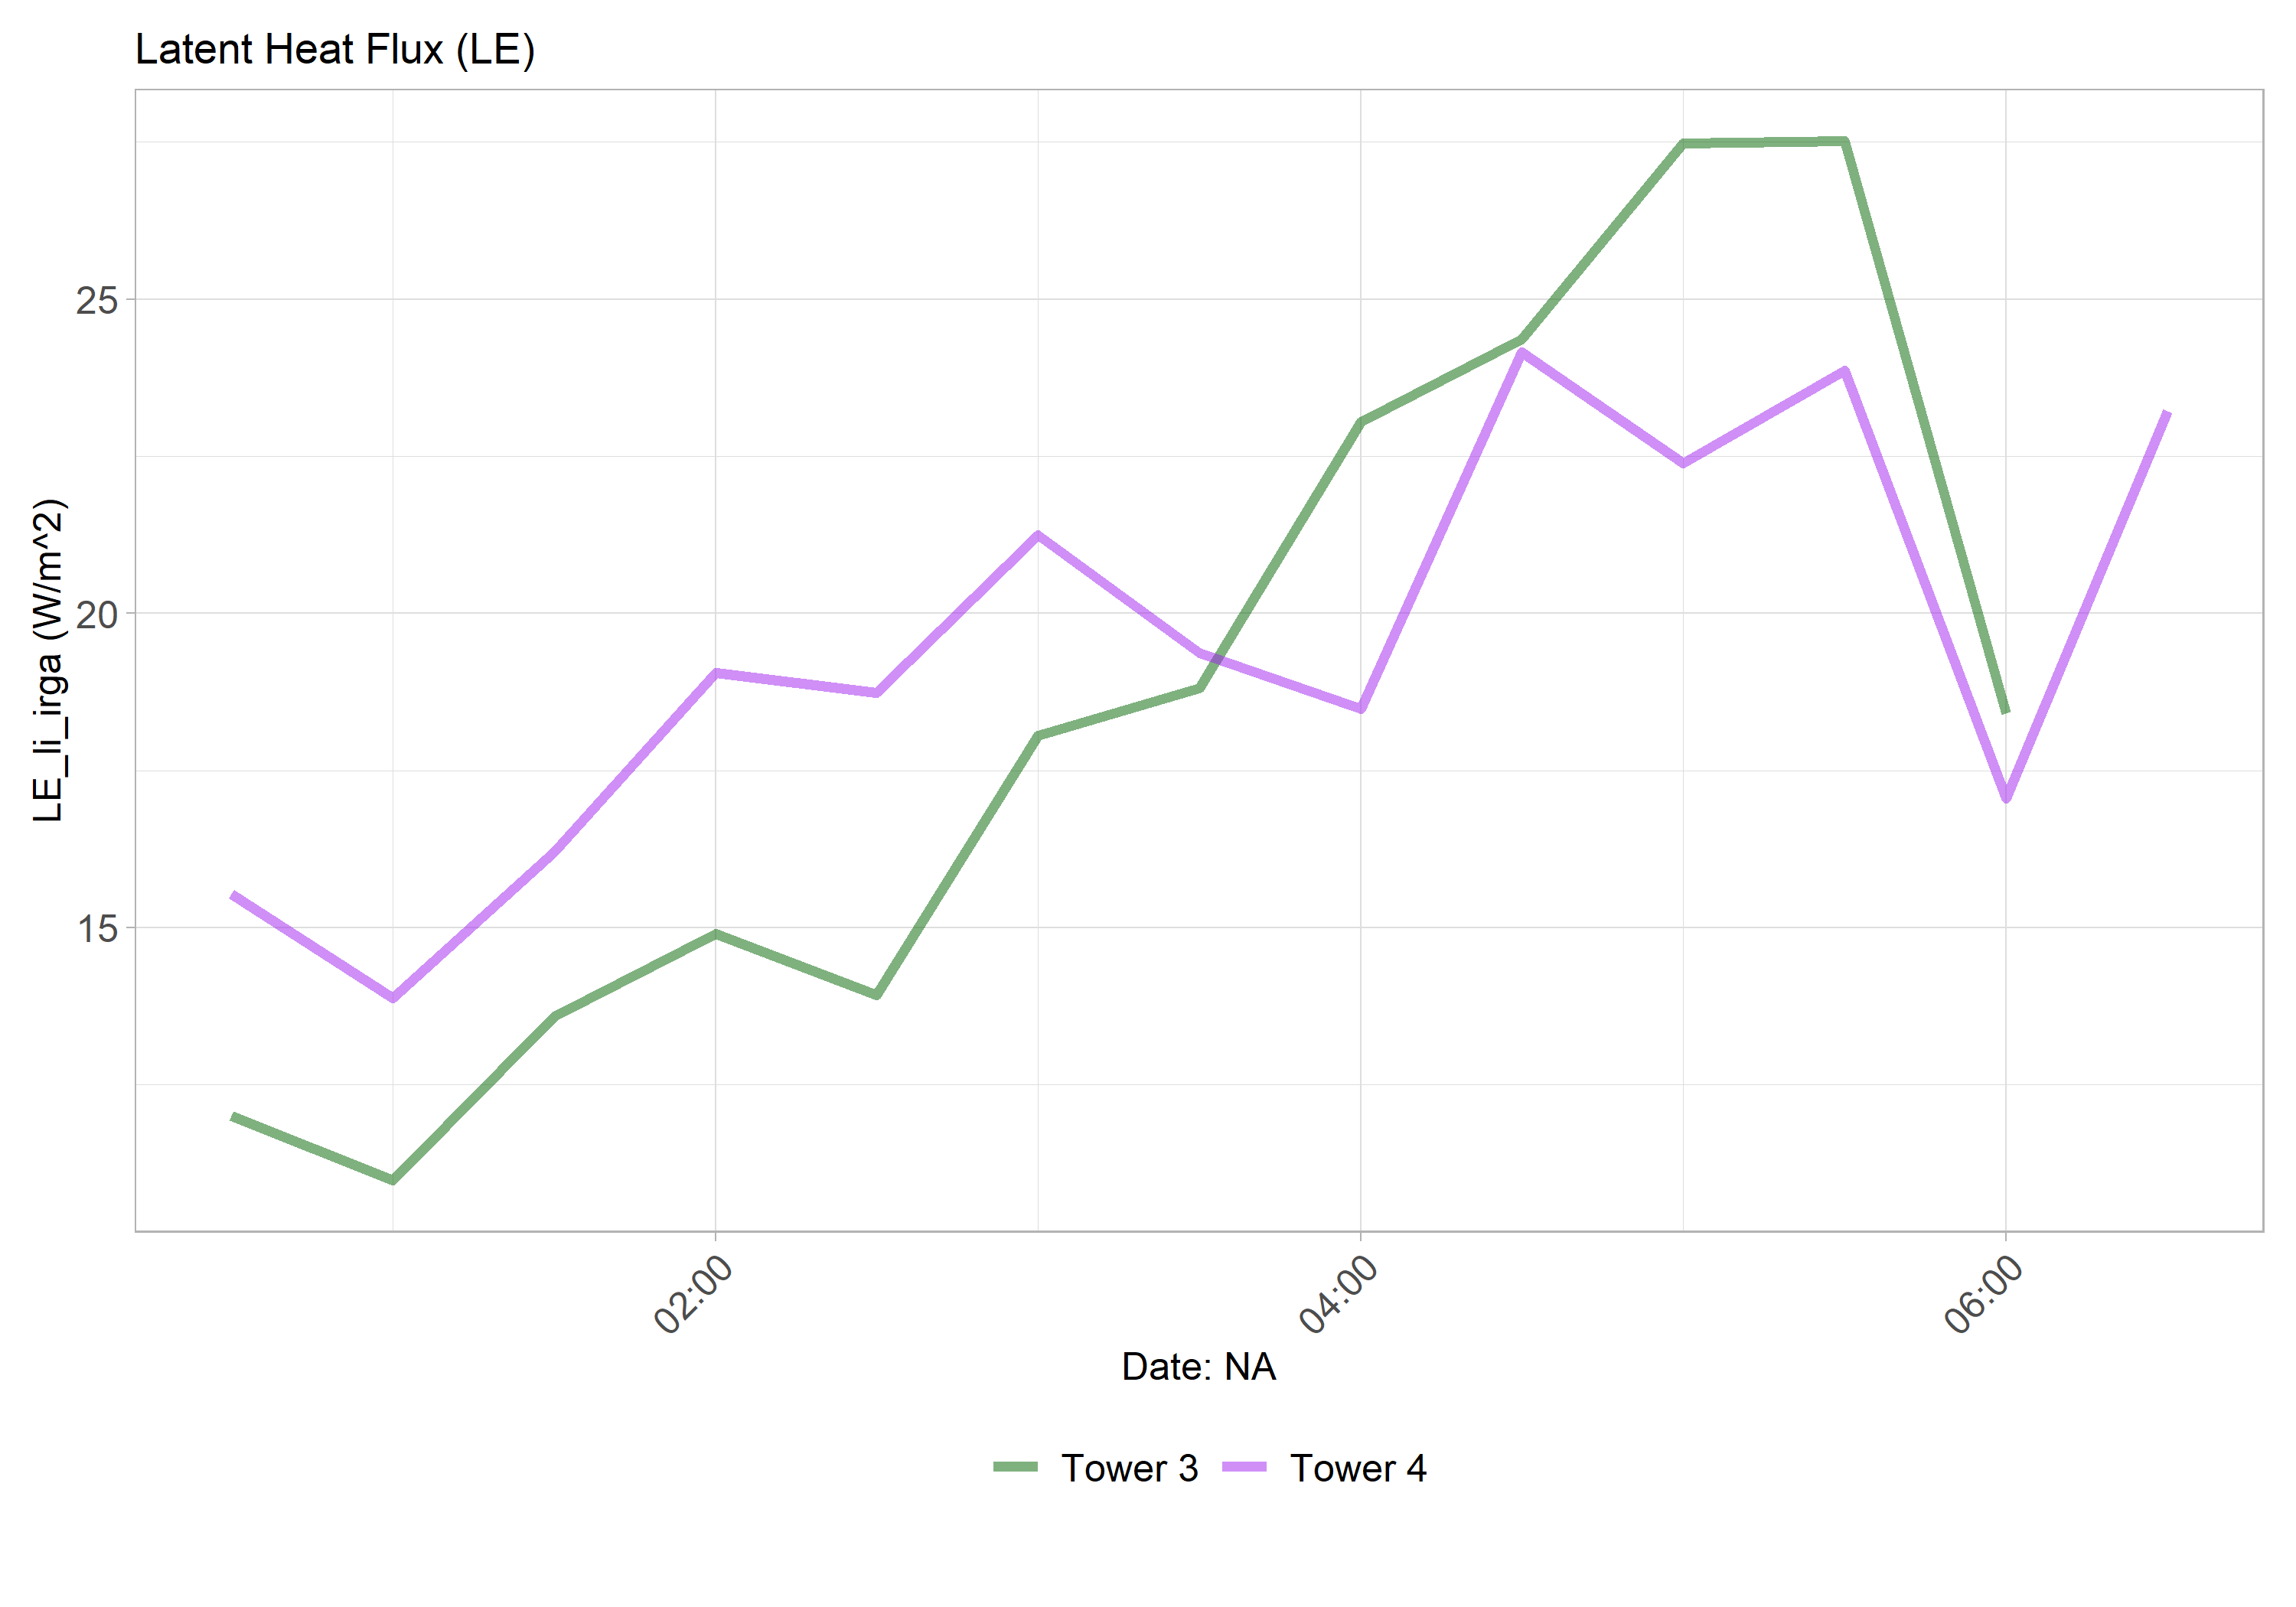 Latent Heat Flux (LE)
LE_li_irga (W/m^2)
25
20
15
02:00
04:00
06:00
Date: NA
Tower 3
Tower 4